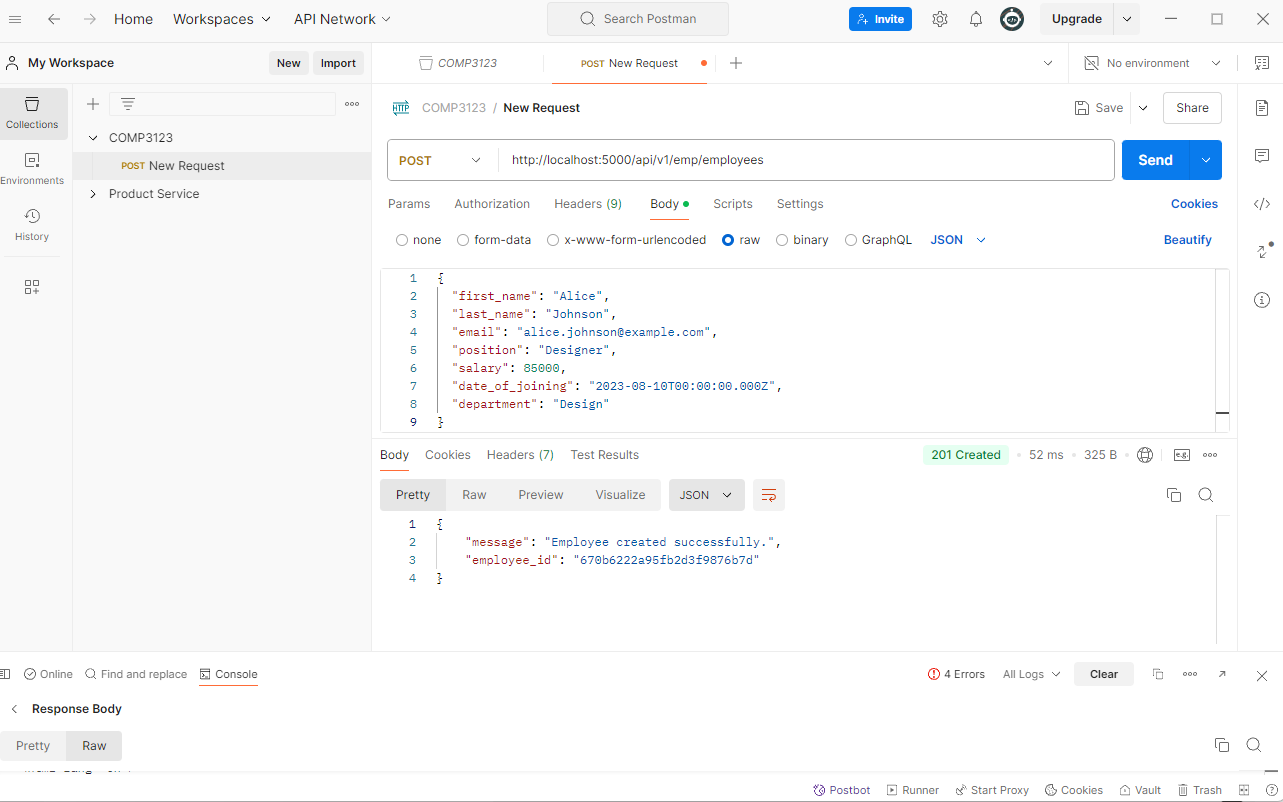 Home Workspaces API Network Search Postman Invite Upgrade
My Workspace New Import COMP3123 POST New Request No environment
Collections
Environments
History
COMP3123
POST New Request
Product Service
HTTP COMP3123 / New Request Save Share
POST http://localhost:5000/api/v1/emp/employees Send
Params Authorization Headers (9) Body Scripts Settings Cookies
none form-data x-www-form-urlencoded raw binary GraphQL JSON Beautify
1 {
2 "first_name": "Alice",
3 "last_name": "Johnson",
4 "email": "alice.johnson@example.com",
5 "position": "Designer",
6 "salary": 85000,
7 "date_of_joining": "2023-08-10T00:00:00.000Z",
8 "department": "Design"
9 }
Body Cookies Headers (7) Test Results 201 Created 52 ms 325 B e.g.
Pretty Raw Preview Visualize JSON
1 {
2 "message": "Employee created successfully.",
3 "employee_id": "670b6222a95fb2d3f9876b7d"
4 }
Online Find and replace Console 4 Errors All Logs Clear
Response Body
Pretty Raw
Postbot Runner Start Proxy Cookies Vault Trash